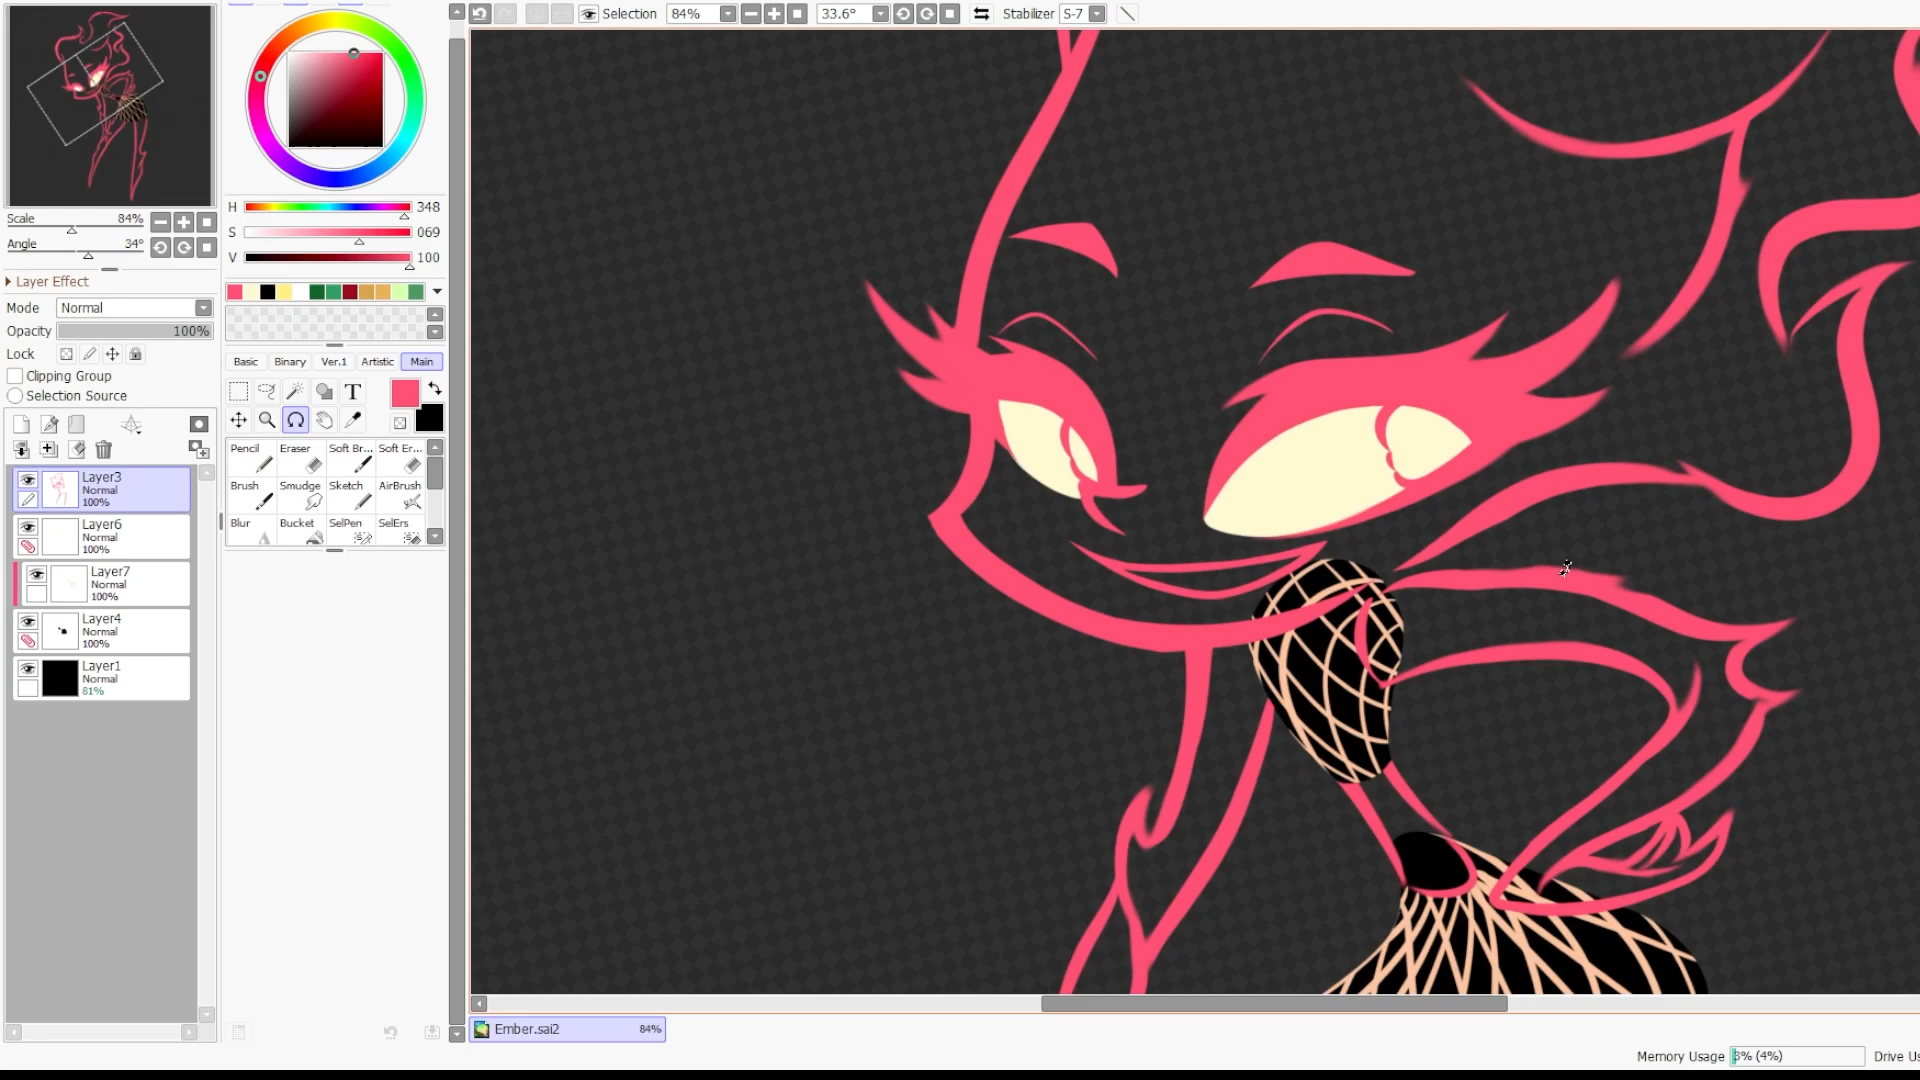 Selection 84% 33.6° Stabilizer S-7
Scale 84%
Angle 34°
Layer Effect
Mode Normal
Opacity 100%
Lock
Clipping Group
Selection Source
Layer3
Normal
100%
Layer6
Normal
100%
Layer7
Normal
100%
Layer4
Normal
100%
Layer1
Normal
81%
H 348
S 069
V 100
Basic Binary Ver.1 Artistic Main
T
Pencil Eraser Soft Br... Soft Er...
Brush Smudge Sketch AirBrush
Blur Bucket SelPen SelErs
Ember.sai2 84%
Memory Usage 3% (4%) Drive Us